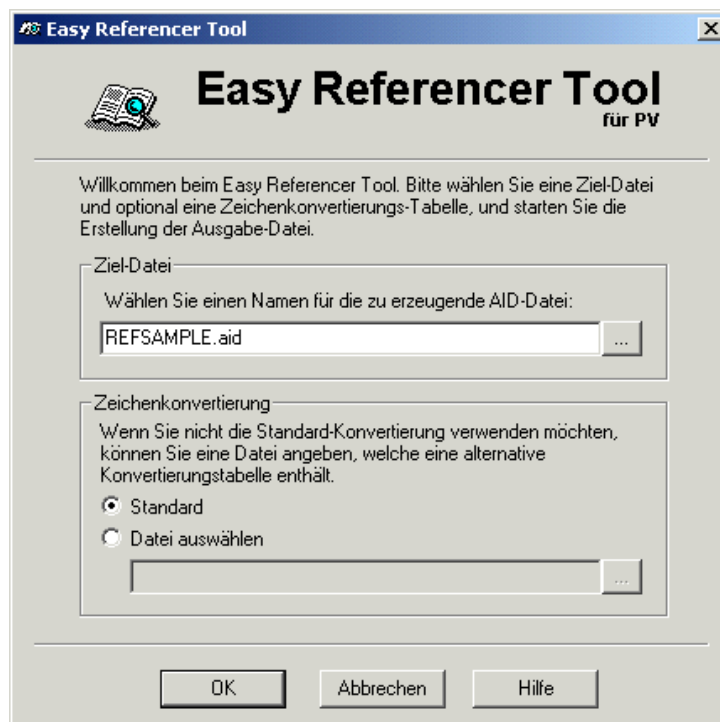 Easy Referencer Tool
Easy Referencer Tool
für PV
Willkommen beim Easy Referencer Tool. Bitte wählen Sie eine Ziel-Datei
und optional eine Zeichenkonvertierungs-Tabelle, und starten Sie die
Erstellung der Ausgabe-Datei.
Ziel-Datei
Wählen Sie einen Namen für die zu erzeugende AID-Datei:
REFSAMPLE.aid
...
Zeichenkonvertierung
Wenn Sie nicht die Standard-Konvertierung verwenden möchten,
können Sie eine Datei angeben, welche eine alternative
Konvertierungstabelle enthält.
Standard
Datei auswählen
...
OK Abbrechen Hilfe